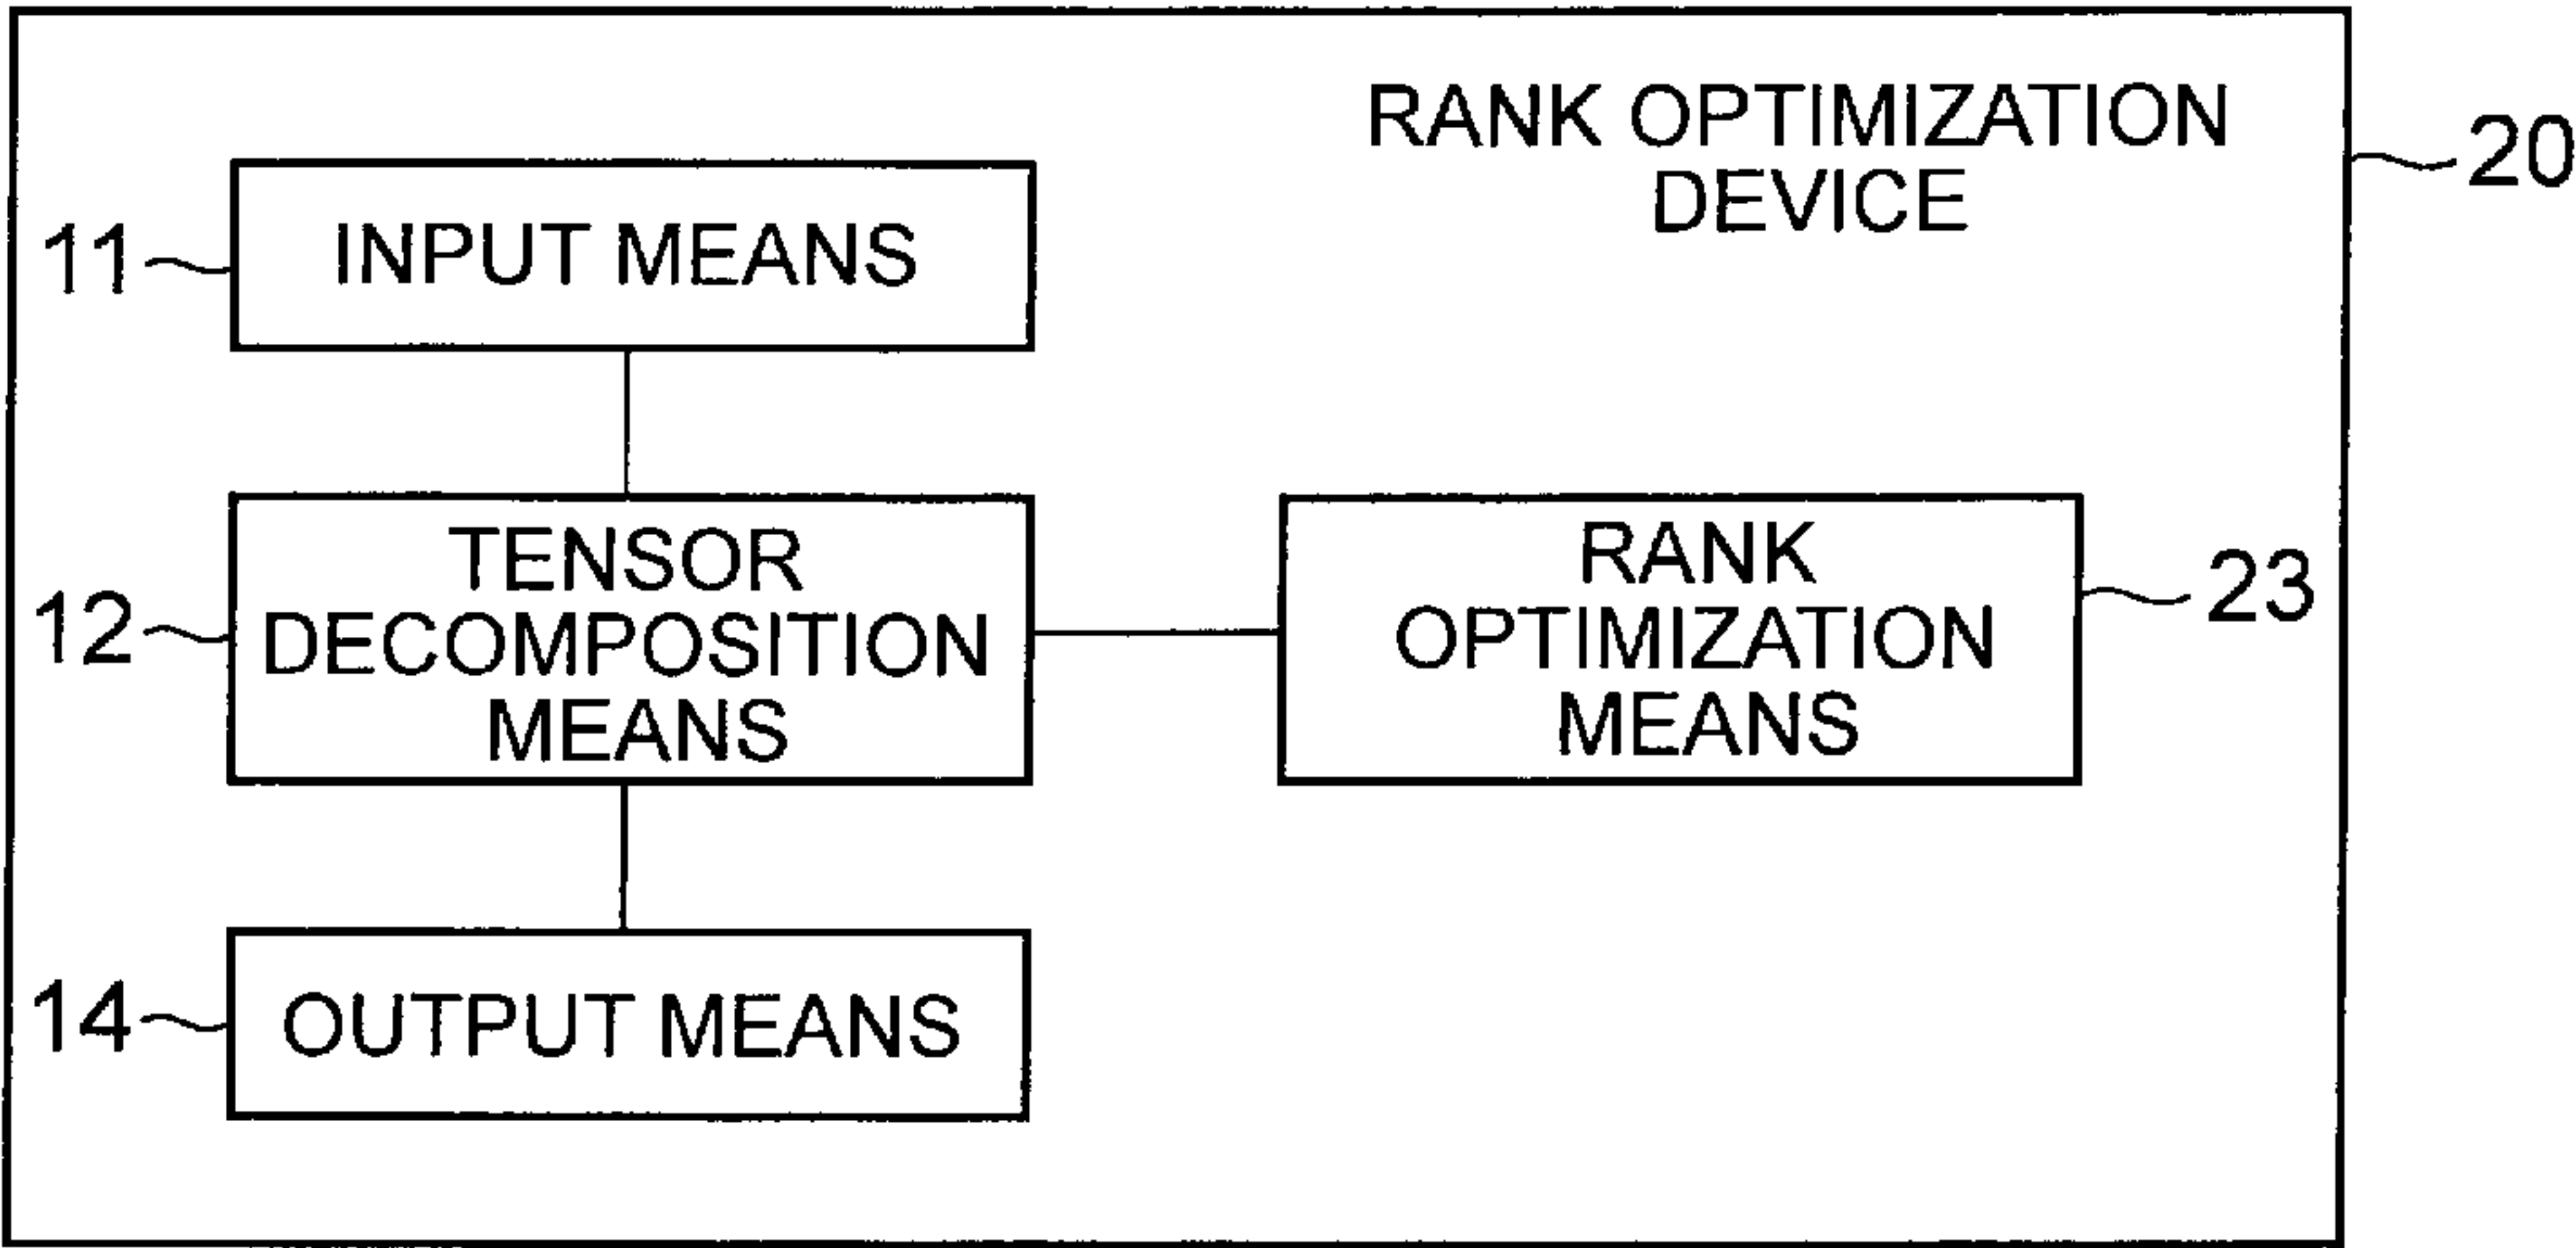 RANK OPTIMIZATION
DEVICE
20
11
INPUT MEANS
12
TENSOR
DECOMPOSITION
MEANS
RANK
OPTIMIZATION
MEANS
23
14
OUTPUT MEANS